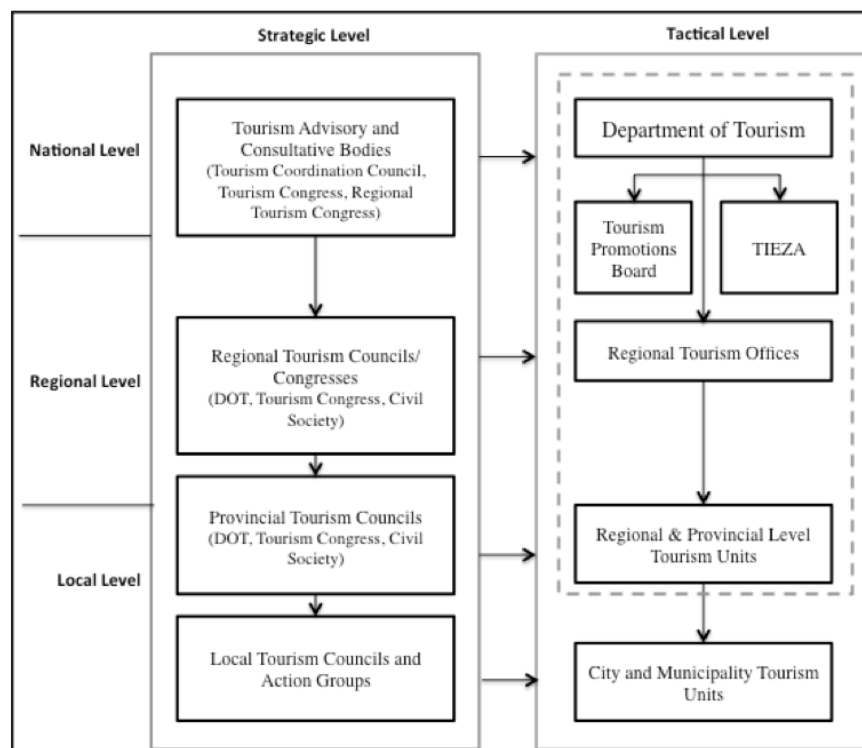 Strategic Level
Tactical Level
National Level
Tourism Advisory and
Consultative Bodies
(Tourism Coordination Council,
Tourism Congress, Regional
Tourism Congress)
Department of Tourism
Tourism
Promotions
Board
TIEZA
Regional Level
Regional Tourism Councils/
Congresses
(DOT, Tourism Congress, Civil
Society)
Regional Tourism Offices
Local Level
Provincial Tourism Councils
(DOT, Tourism Congress, Civil
Society)
Regional & Provincial Level
Tourism Units
Local Tourism Councils and
Action Groups
City and Municipality Tourism
Units